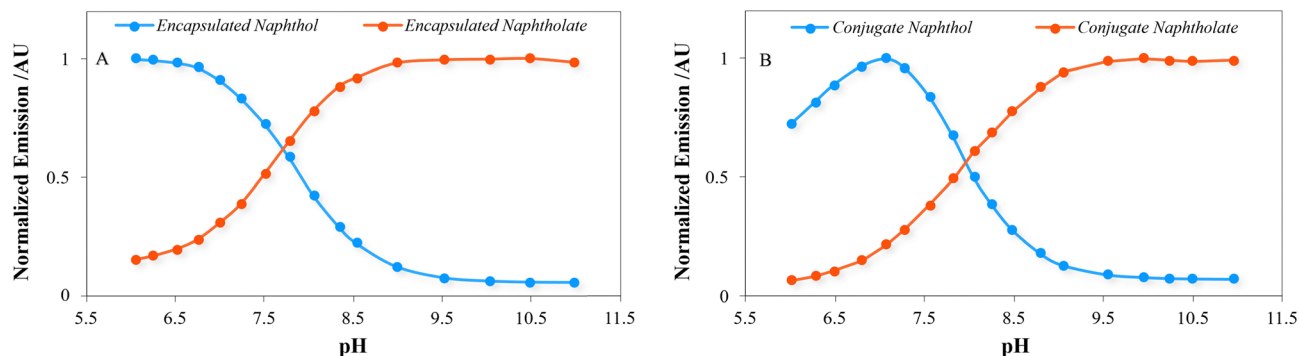 Encapsulated Naphthol Encapsulated Naphtholate
A
Normalized Emission /AU
1
0.5
0
5.5 6.5 7.5 8.5 9.5 10.5 11.5
pH
Conjugate Naphthol Conjugate Naphtholate
B
Normalized Emission /AU
1
0.5
0
5.5 6.5 7.5 8.5 9.5 10.5 11.5
pH